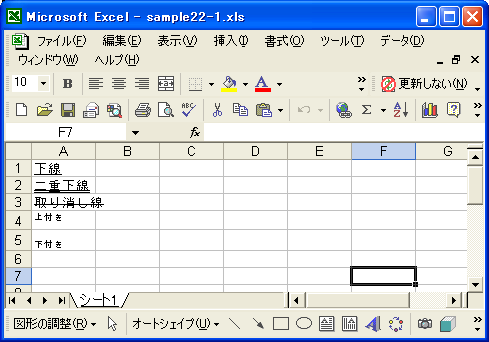 Microsoft Excel - sample22-1.xls
ファイル(F) 編集(E) 表示(V) 挿入(I) 書式(O) ツール(T) データ(D)
ウィンドウ(W) ヘルプ(H)
10 B A 更新しない(N)
ABC Σ A Z
F7 fx
A B C D E F G
1 下線
2 二重下線
3 取り消し線
4 上付き
5 下付き
6
7
シート1
図形の調整(R) オートシェイプ(U) A A